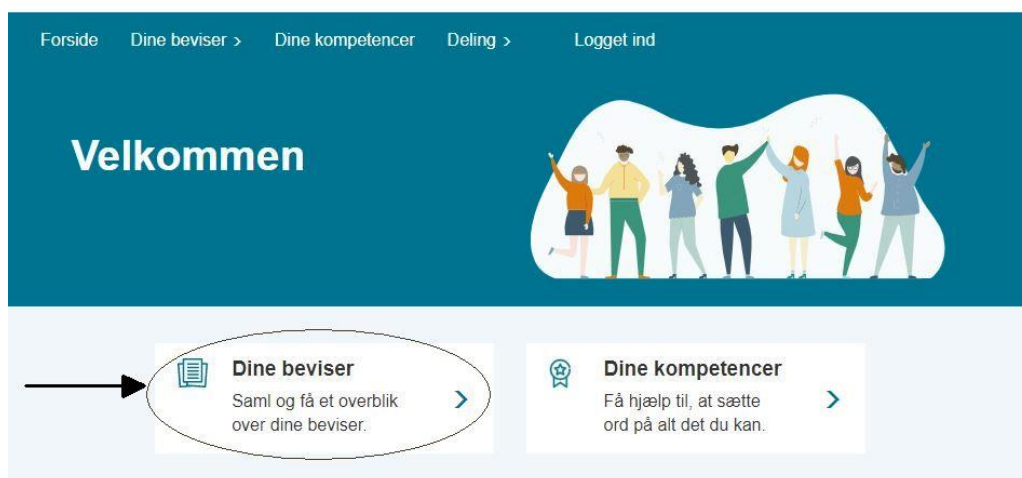 Forside Dine beviser > Dine kompetencer Deling > Logget ind
Velkommen
Dine beviser
Saml og få et overblik
over dine beviser.
Dine kompetencer
Få hjælp til, at sætte
ord på alt det du kan.